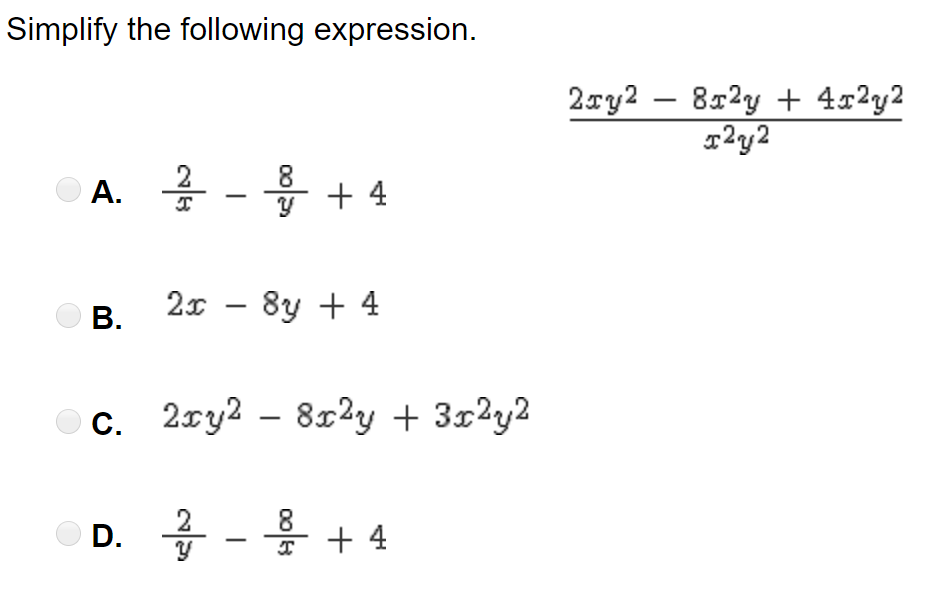 Simplify the following expression.
2xy² − 8x²y + 4x²y²
x²y²
A. 2/x − 8/y + 4
B. 2x − 8y + 4
C. 2xy² − 8x²y + 3x²y²
D. 2/y − 8/x + 4